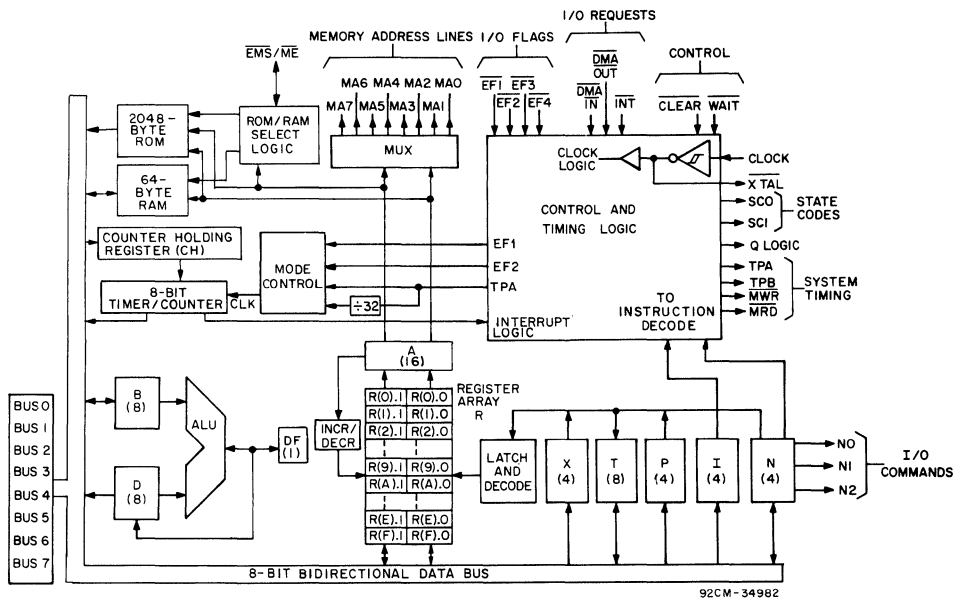 I/O REQUESTS
MEMORY ADDRESS LINES
I/O FLAGS
CONTROL
EMS/ME
DMA
OUT
MA6 MA4 MA2 MA0
EF1 EF3
DMA
IN
INT
CLEAR WAIT
MA7 MA5 MA3 MA1
EF2 EF4
2048-
BYTE
ROM
ROM/RAM
SELECT
LOGIC
MUX
CLOCK
LOGIC
CLOCK
X TAL
64-
BYTE
RAM
SC0
SC1
STATE
CODES
CONTROL AND
TIMING LOGIC
COUNTER HOLDING
REGISTER (CH)
MODE
CONTROL
EF1
Q LOGIC
EF2
TPA
TPB
MWR
MRD
SYSTEM
TIMING
8-BIT
TIMER/COUNTER
CLK
TPA
÷32
TO
INSTRUCTION
DECODE
INTERRUPT
LOGIC
A
(16)
REGISTER
ARRAY
R
BUS 0
BUS 1
BUS 2
BUS 3
BUS 4
BUS 5
BUS 6
BUS 7
B
(8)
ALU
DF
(1)
D
(8)
INCR/
DECR
R(0).1 R(0).0
R(1).1 R(1).0
R(2).1 R(2).0
R(9).1 R(9).0
R(A).1 R(A).0
R(E).1 R(E).0
R(F).1 R(F).0
LATCH
AND
DECODE
X
(4)
T
(8)
P
(4)
I
(4)
N
(4)
N0
N1
N2
I/O
COMMANDS
8-BIT BIDIRECTIONAL DATA BUS
92CM-34982